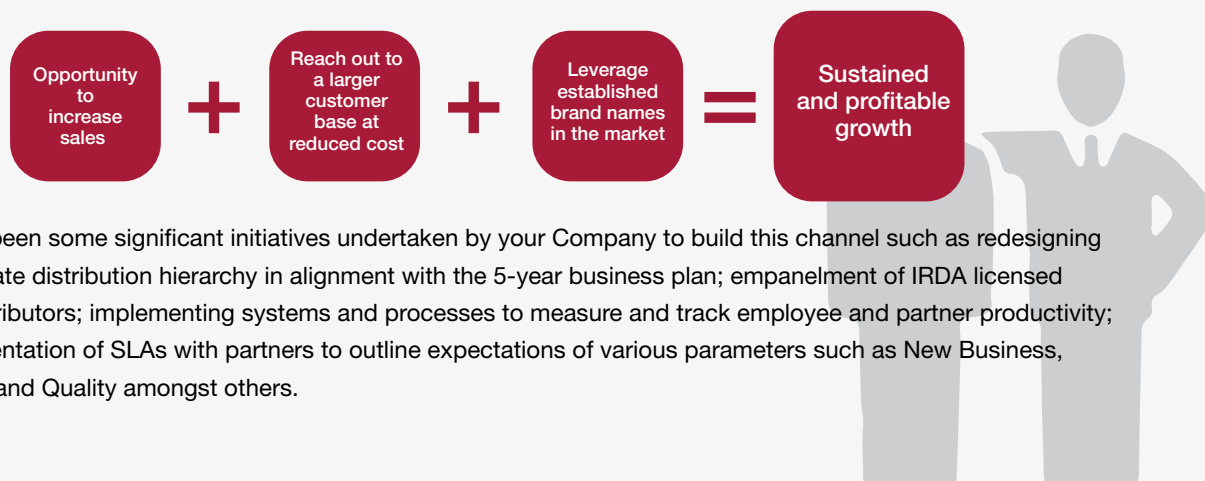 Opportunity
to
increase
sales
+
Reach out to
a larger
customer
base at
reduced cost
+
Leverage
established
brand names
in the market
=
Sustained
and profitable
growth
been some significant initiatives undertaken by your Company to build this channel such as redesigning
ate distribution hierarchy in alignment with the 5-year business plan; empanelment of IRDA licensed
ributors; implementing systems and processes to measure and track employee and partner productivity;
entation of SLAs with partners to outline expectations of various parameters such as New Business,
and Quality amongst others.